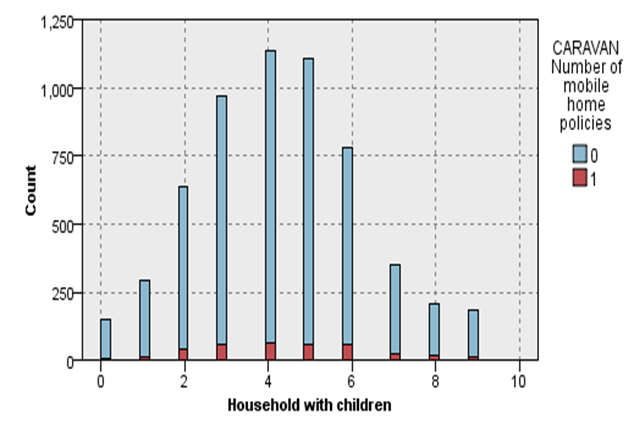 1,250
1,000
750
500
250
0
Count
0 2 4 6 8 10
Household with children
CARAVAN
Number of
mobile
home
policies
0
1